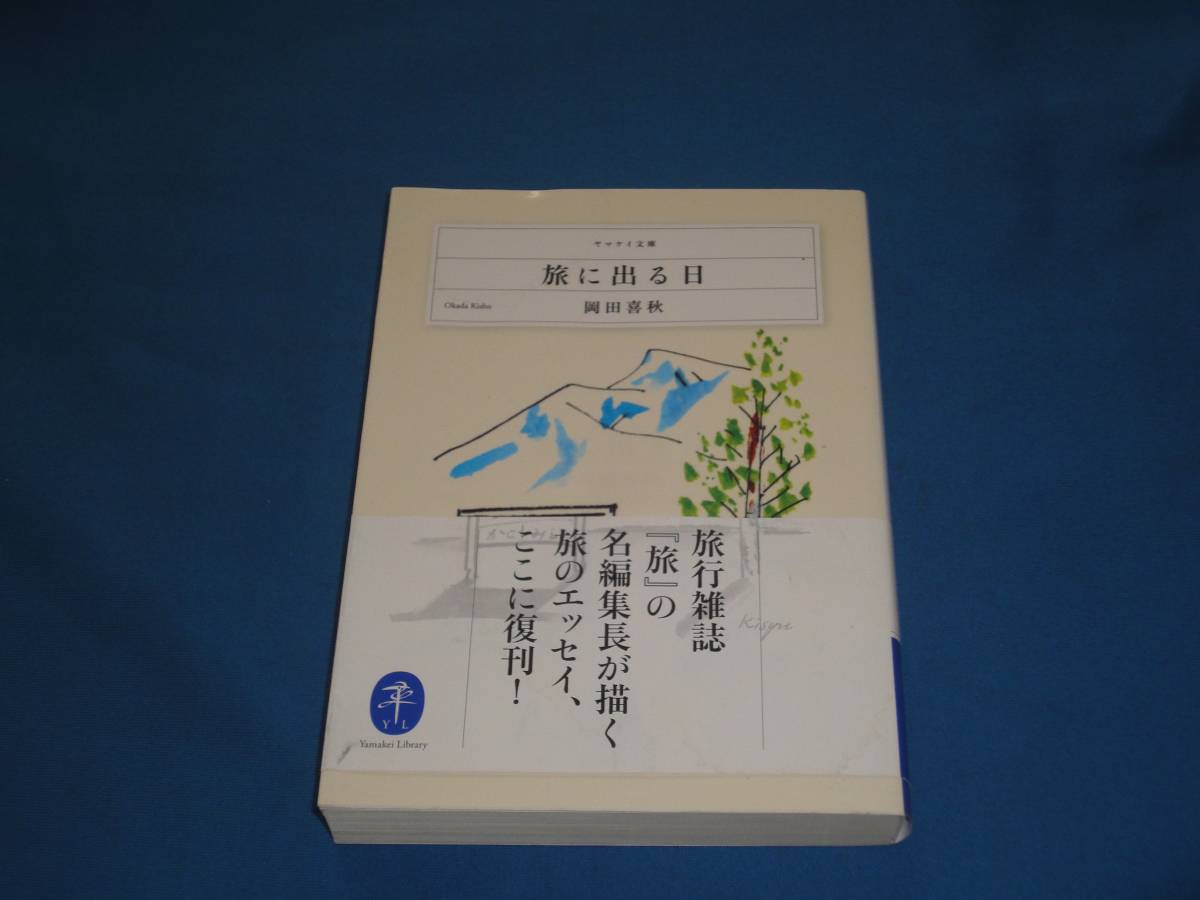 ヤマケイ文庫
旅に出る日
Okada Kishu
岡田喜秋
旅行雑誌
『旅』の
名編集長が描く
旅のエッセイ、
ここに復刊！
Kisyu
Y L
Yamakei Library